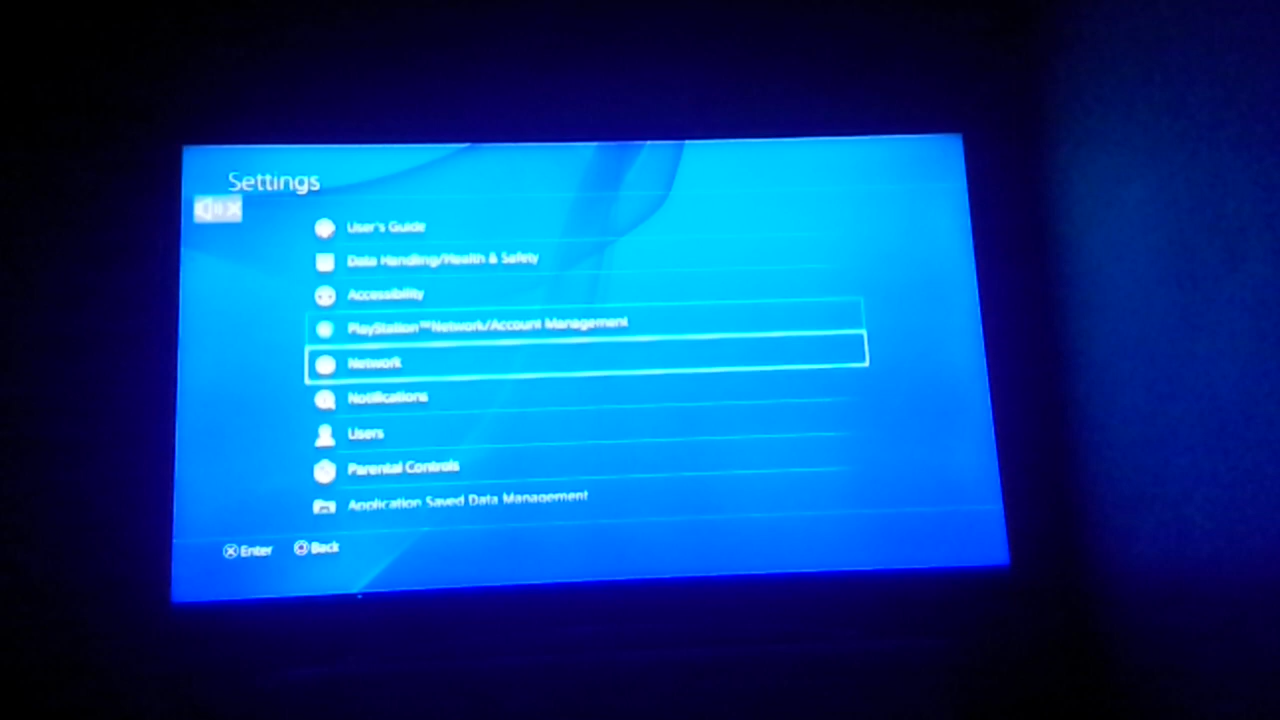 Settings
User's Guide
Data Handling/Health & Safety
Accessibility
PlayStation™Network/Account Management
Network
Notifications
Users
Parental Controls
Application Saved Data Management
Enter Back